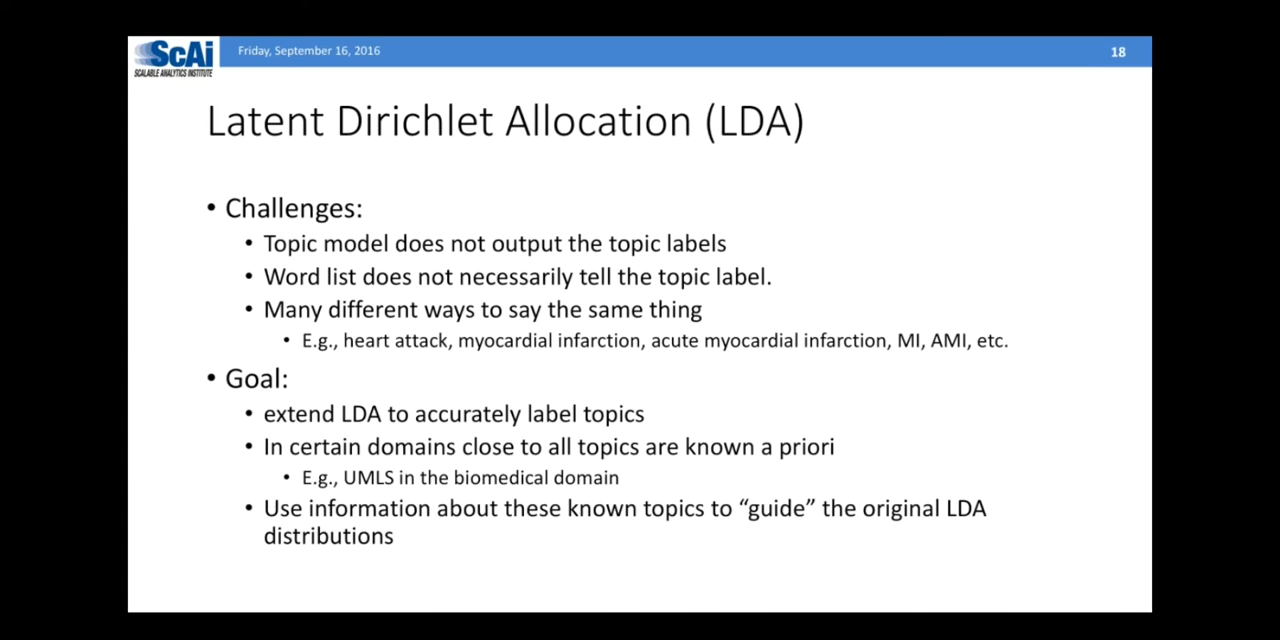 ScAi
SCALABLE ANALYTICS INSTITUTE
Friday, September 16, 2016
18
Latent Dirichlet Allocation (LDA)
• Challenges:
• Topic model does not output the topic labels
• Word list does not necessarily tell the topic label.
• Many different ways to say the same thing
• E.g., heart attack, myocardial infarction, acute myocardial infarction, MI, AMI, etc.
• Goal:
• extend LDA to accurately label topics
• In certain domains close to all topics are known a priori
• E.g., UMLS in the biomedical domain
• Use information about these known topics to “guide” the original LDA
distributions